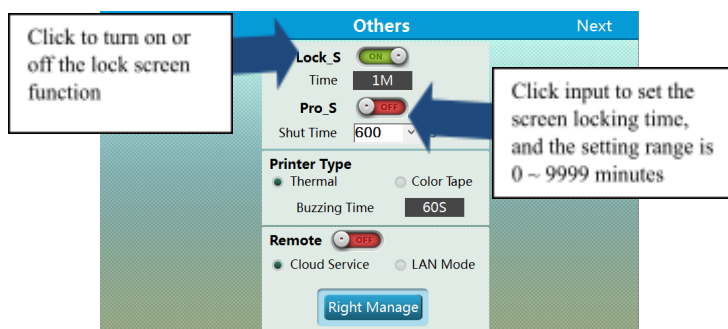 Others
Next
Click to turn on or
off the lock screen
function
Lock_S ON
Time 1M
Pro_S OFF
Shut Time 600
Click input to set the
screen locking time,
and the setting range is
0 ~ 9999 minutes
Printer Type
Thermal Color Tape
Buzzing Time 60S
Remote OFF
Cloud Service LAN Mode
Right Manage